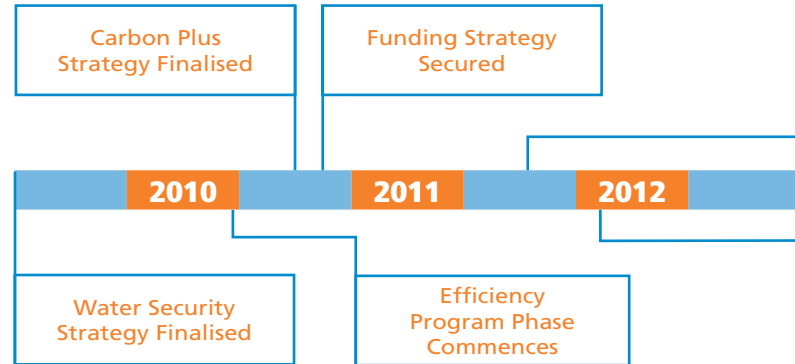 Carbon Plus
Strategy Finalised
Funding Strategy
Secured
2010
2011
2012
Water Security
Strategy Finalised
Efficiency
Program Phase
Commences